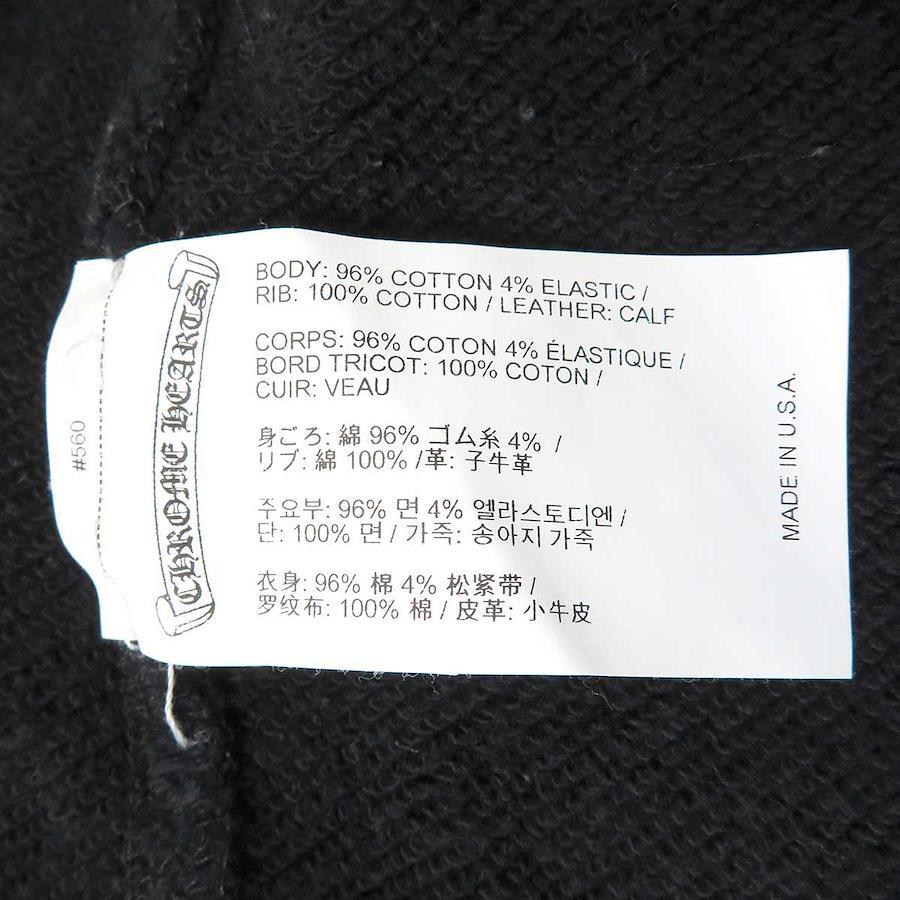 #560
CHROME HEARTS
BODY: 96% COTTON 4% ELASTIC /
RIB: 100% COTTON / LEATHER: CALF
CORPS: 96% COTON 4% ÉLASTIQUE /
BORD TRICOT: 100% COTON /
CUIR: VEAU
身ごろ: 綿 96% ゴム糸 4% /
リブ: 綿 100% /革: 子牛革
주요부: 96% 면 4% 엘라스토디엔 /
단: 100% 면 / 가죽: 송아지 가죽
衣身: 96% 棉 4% 松紧带 /
罗纹布: 100% 棉 / 皮革: 小牛皮
MADE IN U.S.A.